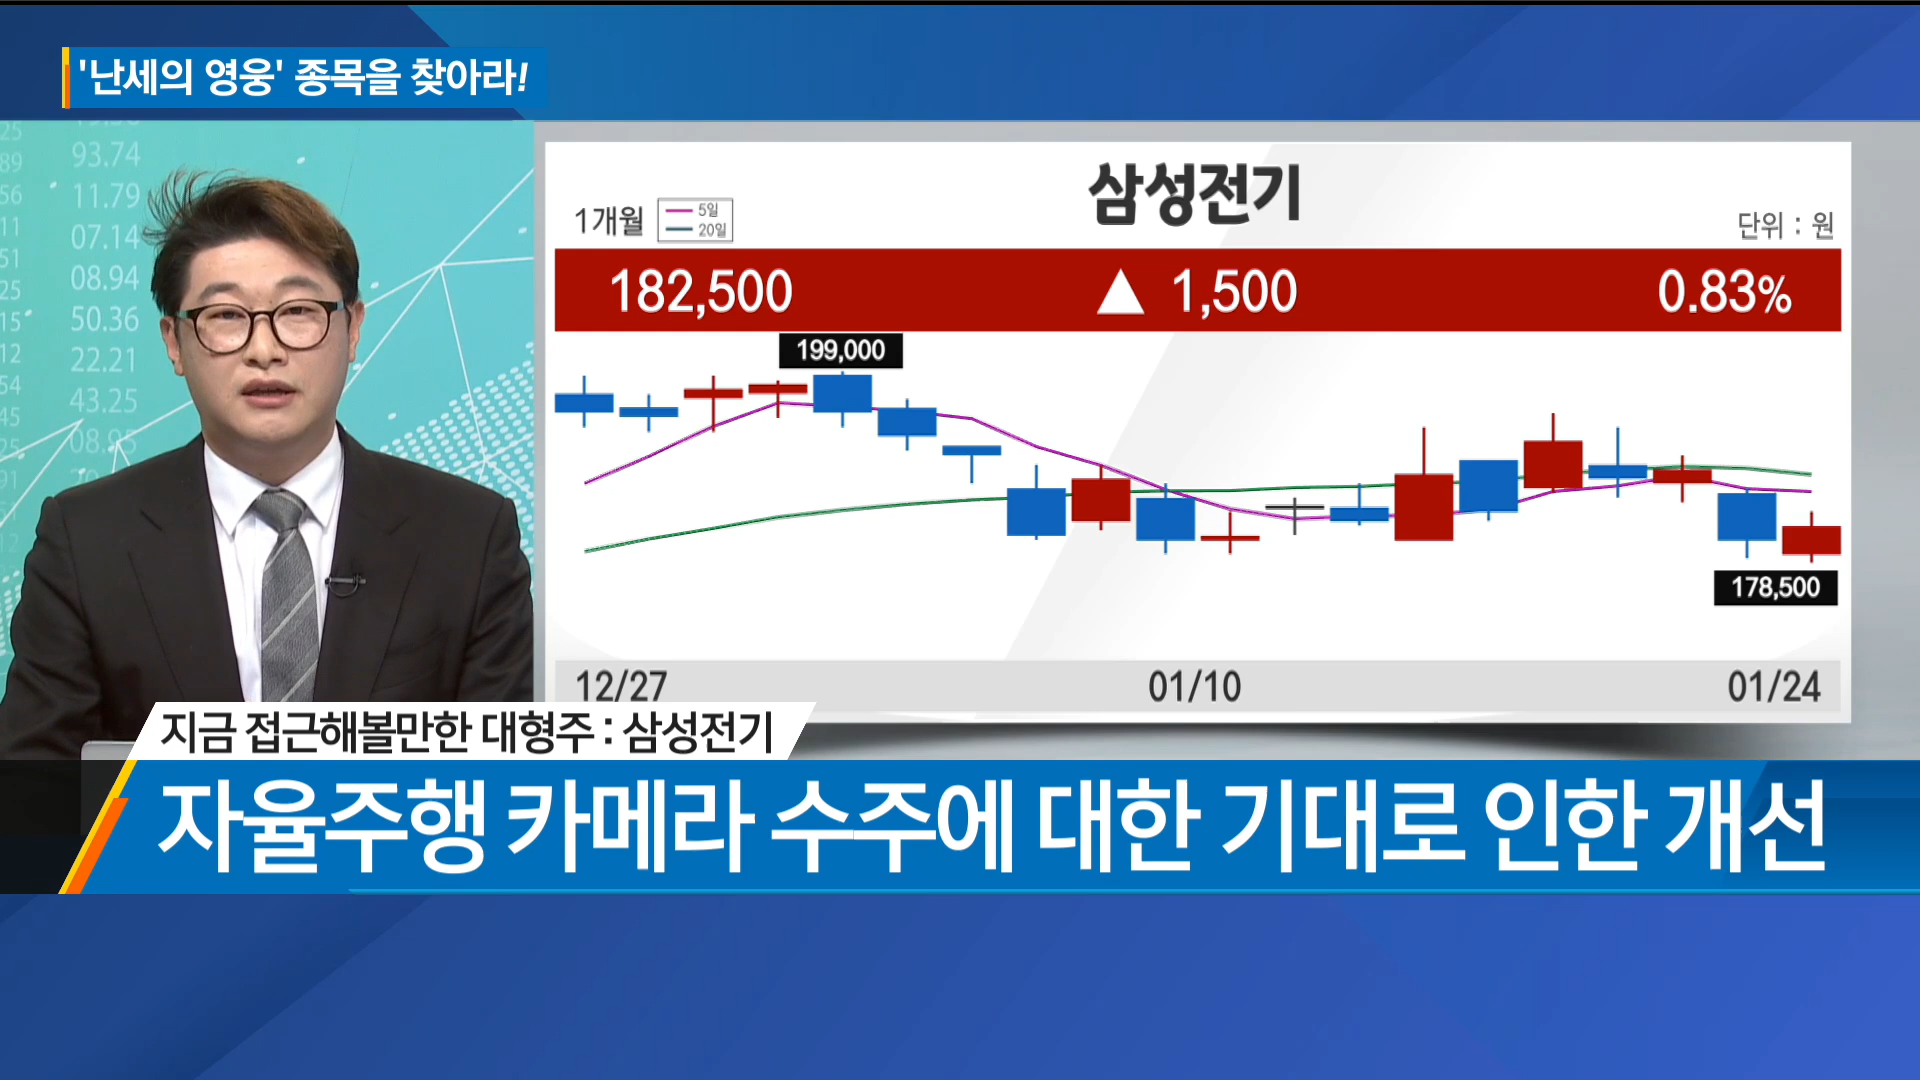 '난세의 영웅' 종목을 찾아라!
93.74
11.79
07.14
08.94
50.36
22.21
43.25
08.95
삼성전기
1개월
5일
20일
단위 : 원
182,500 ▲ 1,500 0.83%
199,000
178,500
12/27 01/10 01/24
지금 접근해볼만한 대형주 : 삼성전기
자율주행 카메라 수주에 대한 기대로 인한 개선